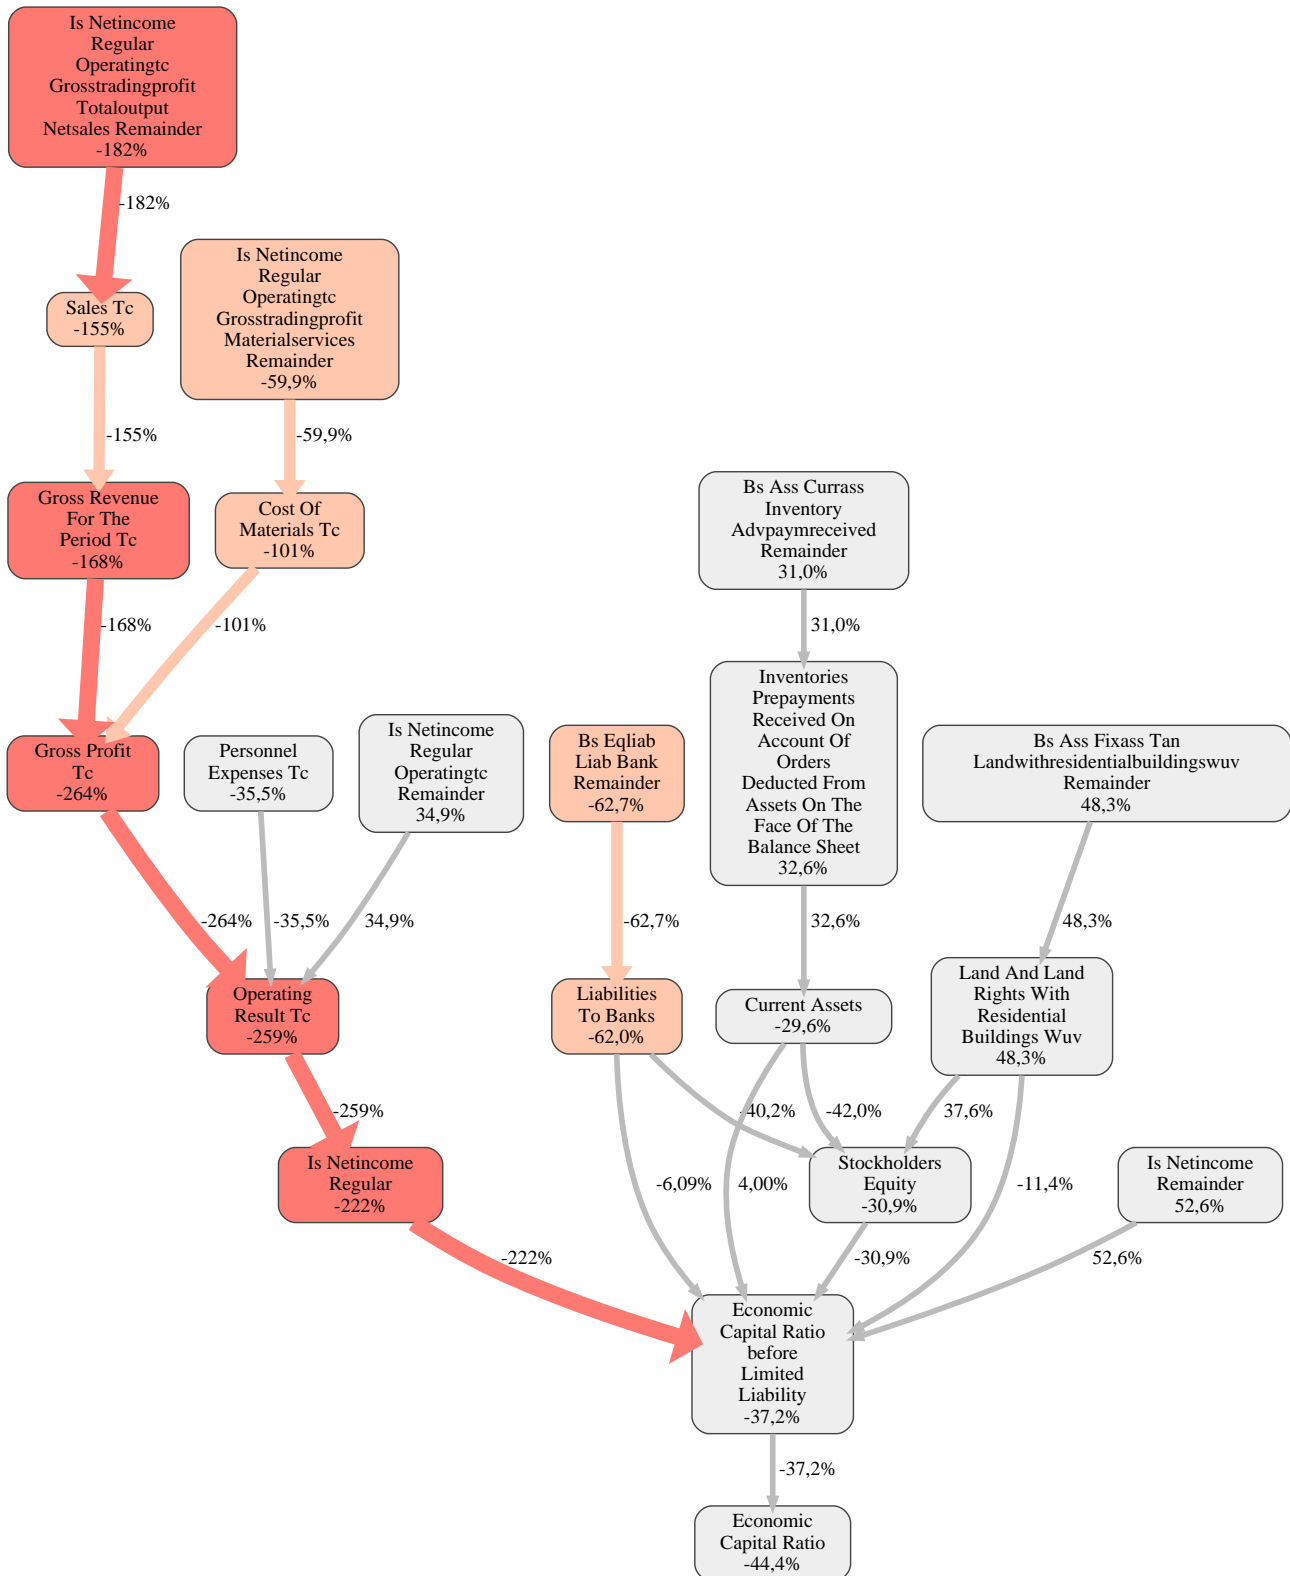 Is Netincome
Regular
Operatingtc
Grosstradingprofit
Totaloutput
Netsales Remainder
-182%
-182%
Is Netincome
Regular
Operatingtc
Grosstradingprofit
Materialservices
Remainder
-59,9%
Sales Tc
-155%
-155%
-59,9%
Gross Revenue
For The
Period Tc
-168%
Cost Of
Materials Tc
-101%
Bs Ass Currass
Inventory
Advpaymreceived
Remainder
31,0%
-168%
-101%
31,0%
Gross Profit
Tc
-264%
Personnel
Expenses Tc
-35,5%
Is Netincome
Regular
Operatingtc
Remainder
34,9%
Bs Eqliab
Liab Bank
Remainder
-62,7%
Inventories
Prepayments
Received On
Account Of
Orders
Deducted From
Assets On The
Face Of The
Balance Sheet
32,6%
Bs Ass Fixass Tan
Landwithresidentialbuildingswuv
Remainder
48,3%
-264%
-35,5%
34,9%
-62,7%
32,6%
48,3%
Operating
Result Tc
-259%
Liabilities
To Banks
-62,0%
Current Assets
-29,6%
Land And Land
Rights With
Residential
Buildings Wuv
48,3%
-259%
-40,2%
-42,0%
37,6%
Is Netincome
Regular
-222%
-6,09%
4,00%
Stockholders
Equity
-30,9%
-11,4%
Is Netincome
Remainder
52,6%
-222%
-30,9%
52,6%
Economic
Capital Ratio
before
Limited
Liability
-37,2%
-37,2%
Economic
Capital Ratio
-44,4%